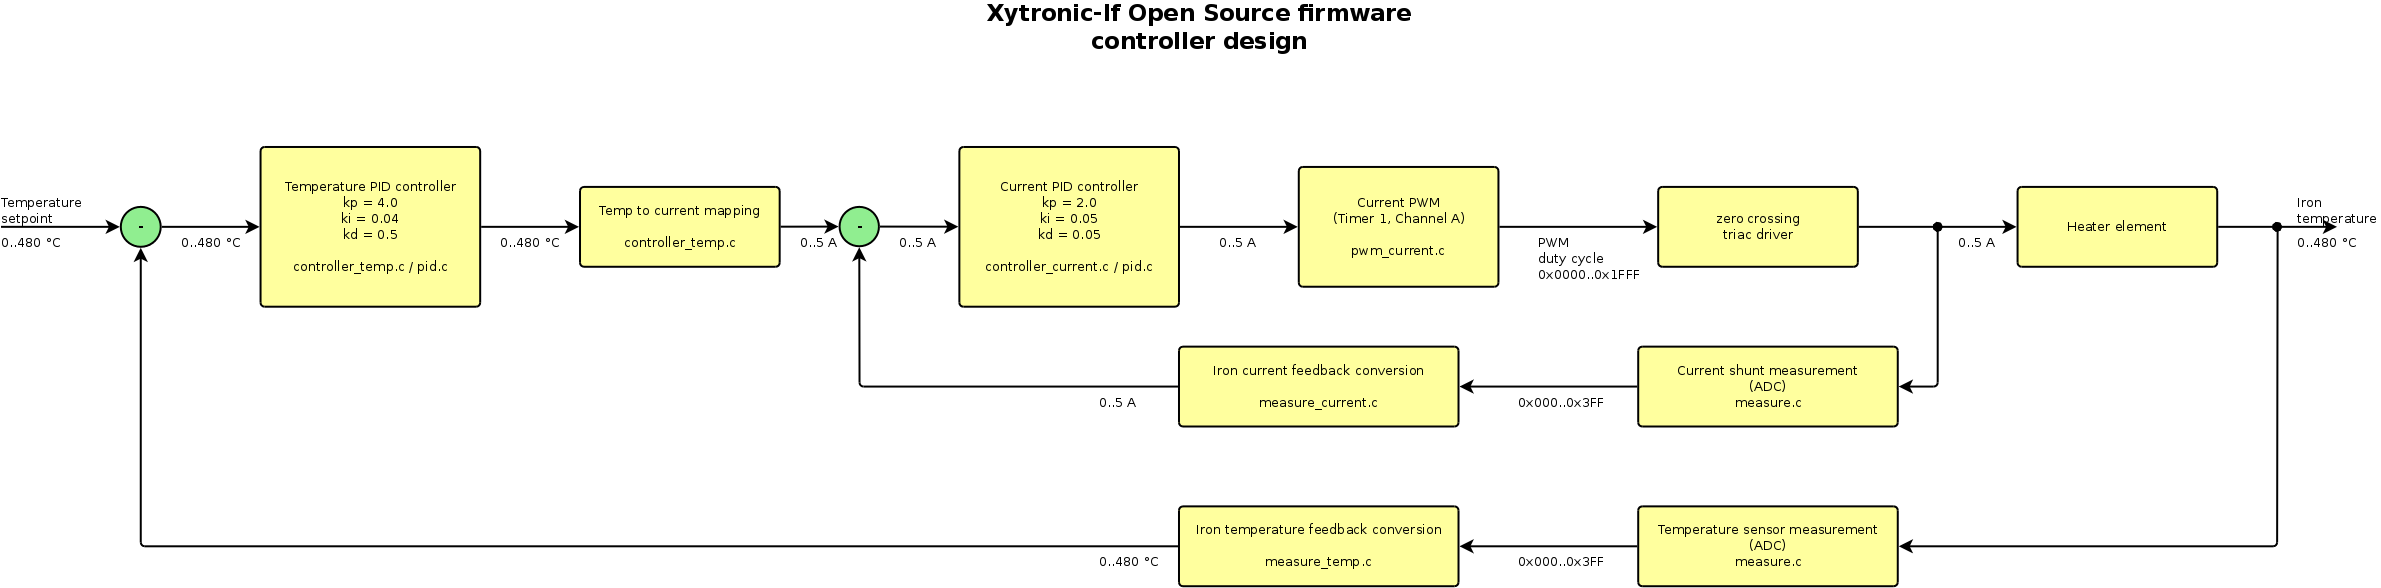 Xytronic-lf Open Source firmware
controller design
Temperature
setpoint
0..480 °C
-
0..480 °C
Temperature PID controller
kp = 4.0
ki = 0.04
kd = 0.5
controller_temp.c / pid.c
0..480 °C
Temp to current mapping
controller_temp.c
0..5 A
-
0..5 A
Current PID controller
kp = 2.0
ki = 0.05
kd = 0.05
controller_current.c / pid.c
0..5 A
Current PWM
(Timer 1, Channel A)
pwm_current.c
PWM
duty cycle
0x0000..0x1FFF
zero crossing
triac driver
0..5 A
Heater element
Iron
temperature
0..480 °C
Iron current feedback conversion
measure_current.c
0..5 A
0x000..0x3FF
Current shunt measurement
(ADC)
measure.c
Iron temperature feedback conversion
measure_temp.c
0..480 °C
0x000..0x3FF
Temperature sensor measurement
(ADC)
measure.c